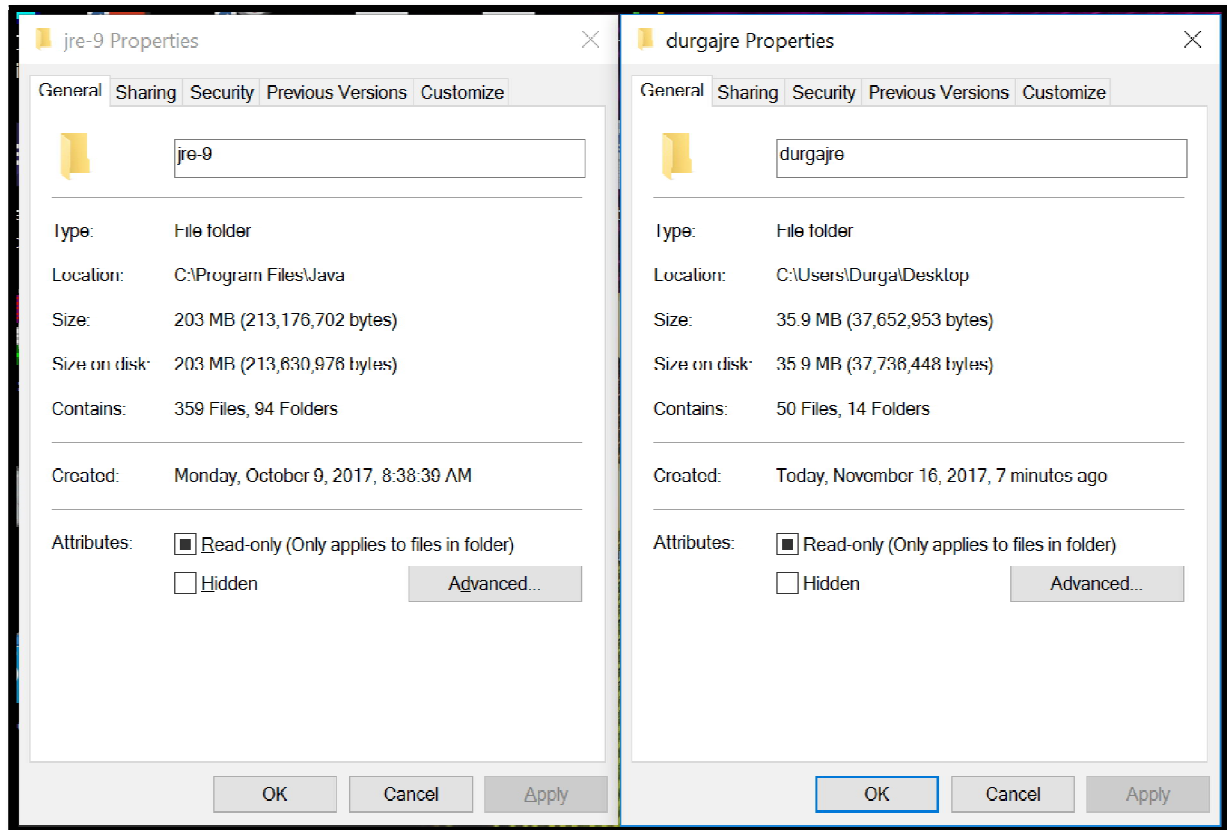 jre-9 Properties
General Sharing Security Previous Versions Customize
jre-9
Type: File folder
Location: C:\Program Files\Java
Size: 203 MB (213,176,702 bytes)
Size on disk: 203 MB (213,630,976 bytes)
Contains: 359 Files, 94 Folders
Created: Monday, October 9, 2017, 8:38:39 AM
Attributes: Read-only (Only applies to files in folder)
Hidden Advanced...
OK Cancel Apply
durgajre Properties
General Sharing Security Previous Versions Customize
durgajre
Type: File folder
Location: C:\Users\Durga\Desktop
Size: 35.9 MB (37,652,953 bytes)
Size on disk: 35.9 MB (37,736,448 bytes)
Contains: 50 Files, 14 Folders
Created: Today, November 16, 2017, 7 minutes ago
Attributes: Read-only (Only applies to files in folder)
Hidden Advanced...
OK Cancel Apply